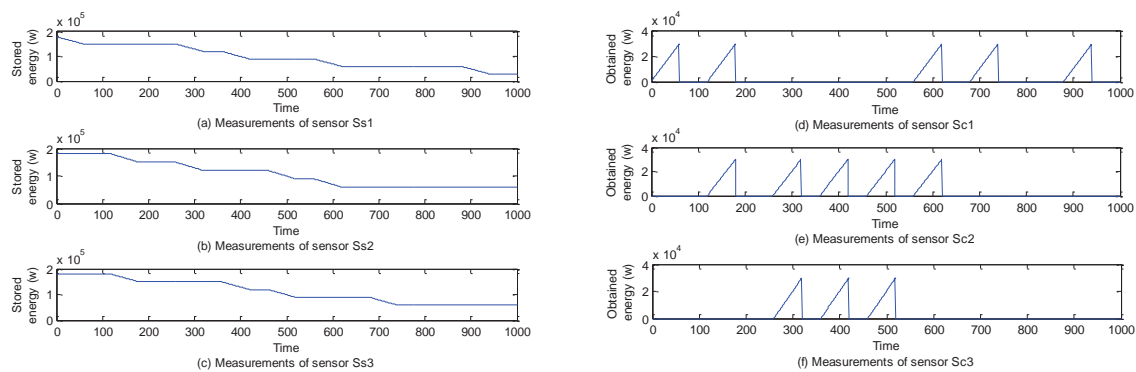 x 10^5
Stored
energy (w)
2
1
0
0 100 200 300 400 500 600 700 800 900 1000
Time
(a) Measurements of sensor Ss1
x 10^5
Stored
energy (w)
2
1
0
0 100 200 300 400 500 600 700 800 900 1000
Time
(b) Measurements of sensor Ss2
x 10^5
Stored
energy (w)
2
1
0
0 100 200 300 400 500 600 700 800 900 1000
Time
(c) Measurements of sensor Ss3
x 10^4
Obtained
energy (w)
4
2
0
0 100 200 300 400 500 600 700 800 900 1000
Time
(d) Measurements of sensor Sc1
x 10^4
Obtained
energy (w)
4
2
0
0 100 200 300 400 500 600 700 800 900 1000
Time
(e) Measurements of sensor Sc2
x 10^4
Obtained
energy (w)
4
2
0
0 100 200 300 400 500 600 700 800 900 1000
Time
(f) Measurements of sensor Sc3